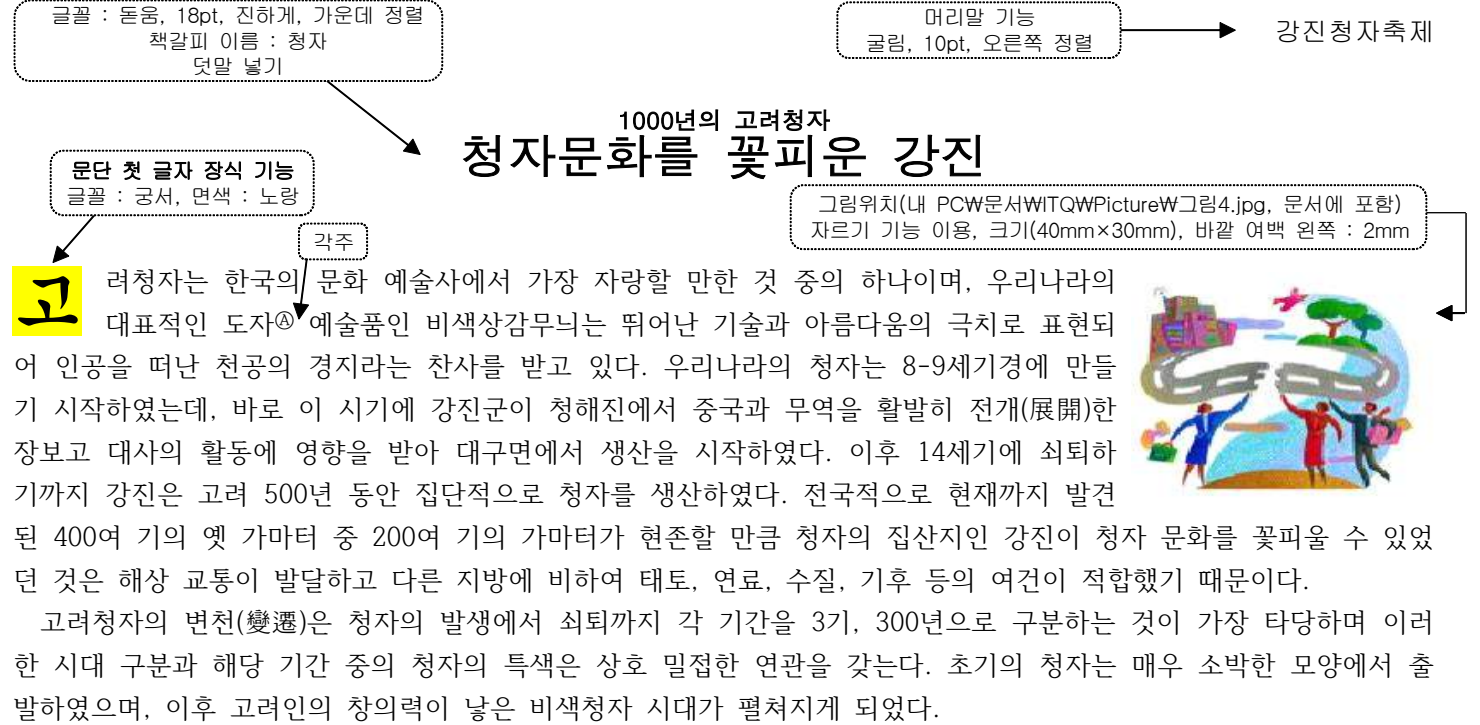 글꼴 : 돋움, 18pt, 진하게, 가운데 정렬
책갈피 이름 : 청자
덧말 넣기
머리말 기능
굴림, 10pt, 오른쪽 정렬
강진청자축제
1000년의 고려청자
청자문화를 꽃피운 강진
문단 첫 글자 장식 기능
글꼴 : 궁서, 면색 : 노랑
각주
그림위치(내 PC₩문서₩ITQ₩Picture₩그림4.jpg, 문서에 포함)
자르기 기능 이용, 크기(40mm×30mm), 바깥 여백 왼쪽 : 2mm
고려청자는 한국의 문화 예술사에서 가장 자랑할 만한 것 중의 하나이며, 우리나라의
대표적인 도자Ⓐ 예술품인 비색상감무늬는 뛰어난 기술과 아름다움의 극치로 표현되
어 인공을 떠난 천공의 경지라는 찬사를 받고 있다. 우리나라의 청자는 8-9세기경에 만들
기 시작하였는데, 바로 이 시기에 강진군이 청해진에서 중국과 무역을 활발히 전개(展開)한
장보고 대사의 활동에 영향을 받아 대구면에서 생산을 시작하였다. 이후 14세기에 쇠퇴하
기까지 강진은 고려 500년 동안 집단적으로 청자를 생산하였다. 전국적으로 현재까지 발견
된 400여 기의 옛 가마터 중 200여 기의 가마터가 현존할 만큼 청자의 집산지인 강진이 청자 문화를 꽃피울 수 있었
던 것은 해상 교통이 발달하고 다른 지방에 비하여 태토, 연료, 수질, 기후 등의 여건이 적합했기 때문이다.
고려청자의 변천(變遷)은 청자의 발생에서 쇠퇴까지 각 기간을 3기, 300년으로 구분하는 것이 가장 타당하며 이러
한 시대 구분과 해당 기간 중의 청자의 특색은 상호 밀접한 연관을 갖는다. 초기의 청자는 매우 소박한 모양에서 출
발하였으며, 이후 고려인의 창의력이 낳은 비색청자 시대가 펼쳐지게 되었다.